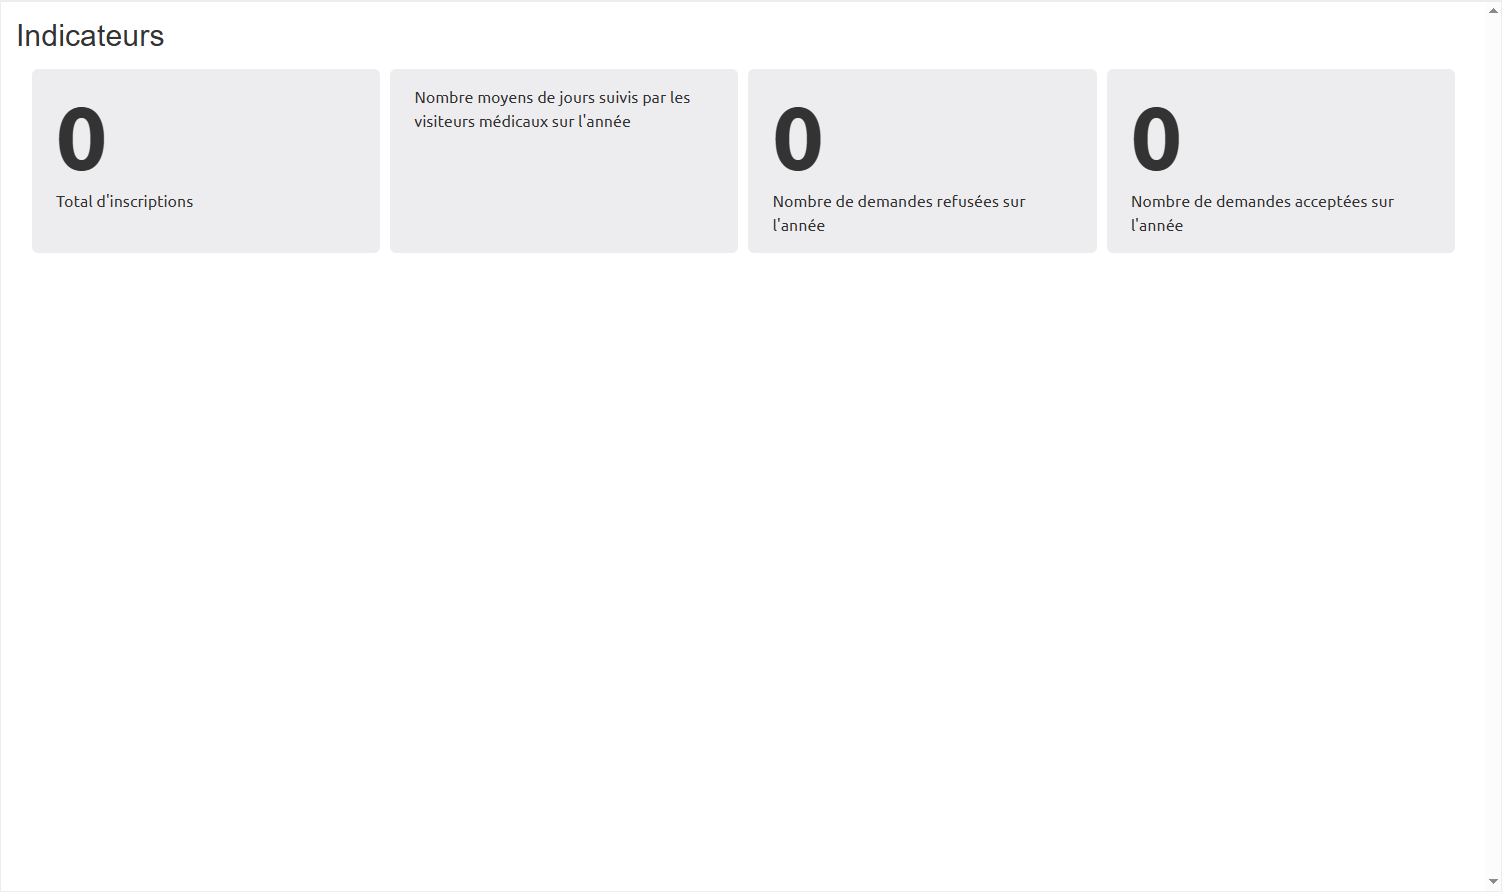 Indicateurs
0
Total d'inscriptions
Nombre moyens de jours suivis par les
visiteurs médicaux sur l'année
0
Nombre de demandes refusées sur
l'année
0
Nombre de demandes acceptées sur
l'année